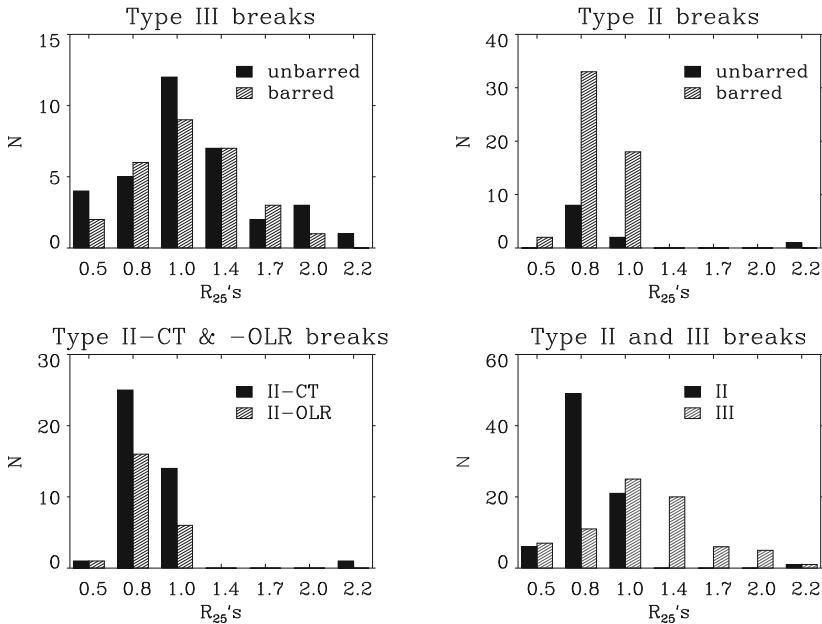 Type III breaks
15
10
5
0
N
unbarred
barred
0.5 0.8 1.0 1.4 1.7 2.0 2.2
R25's
Type II breaks
40
30
20
10
0
N
unbarred
barred
0.5 0.8 1.0 1.4 1.7 2.0 2.2
R25's
Type II-CT & -OLR breaks
30
20
10
0
N
II-CT
II-OLR
0.5 0.8 1.0 1.4 1.7 2.0 2.2
R25's
Type II and III breaks
60
40
20
0
N
II
III
0.5 0.8 1.0 1.4 1.7 2.0 2.2
R25's